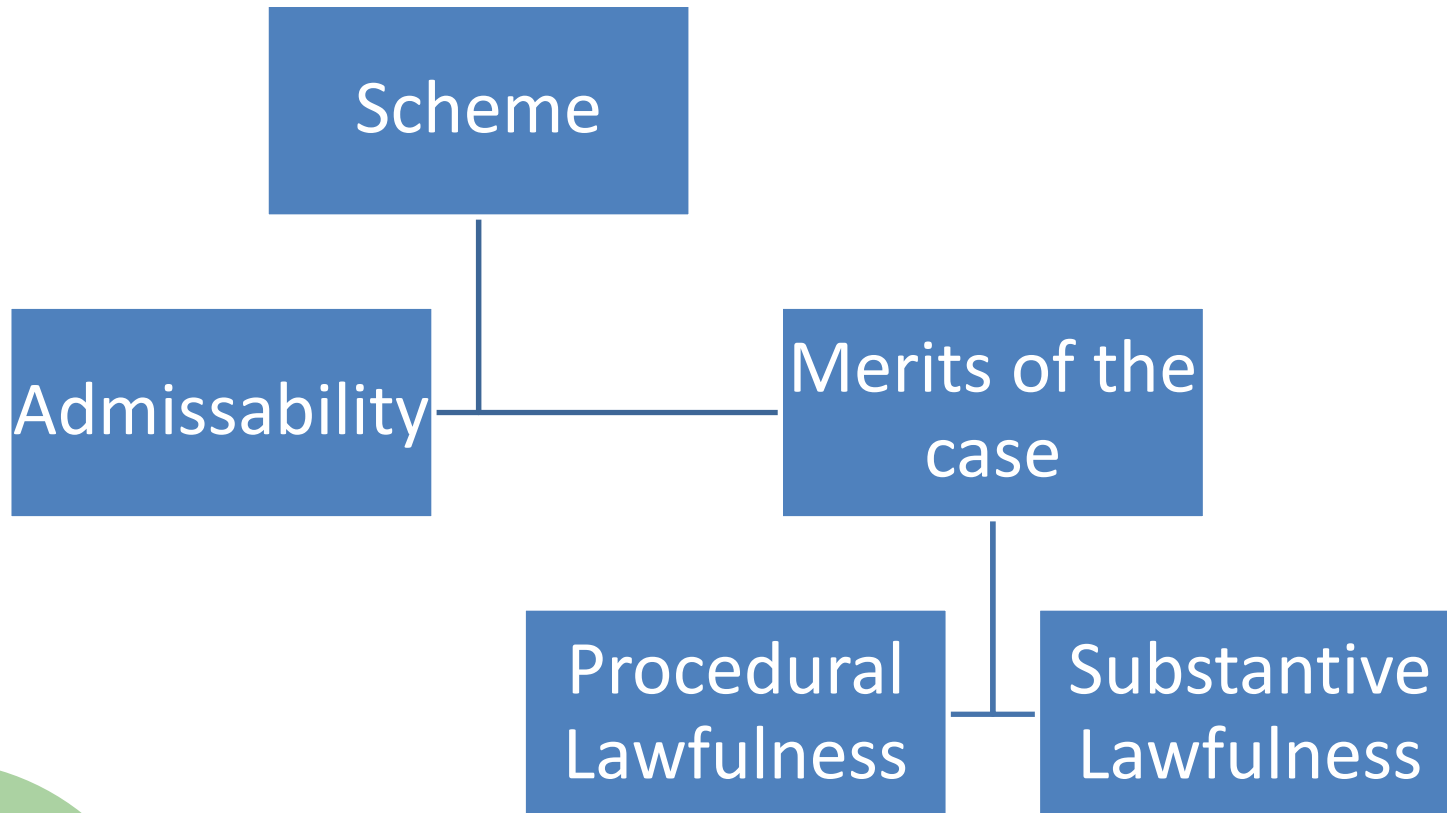 Scheme
Admissability
Merits of the
case
Procedural
Lawfulness
Substantive
Lawfulness